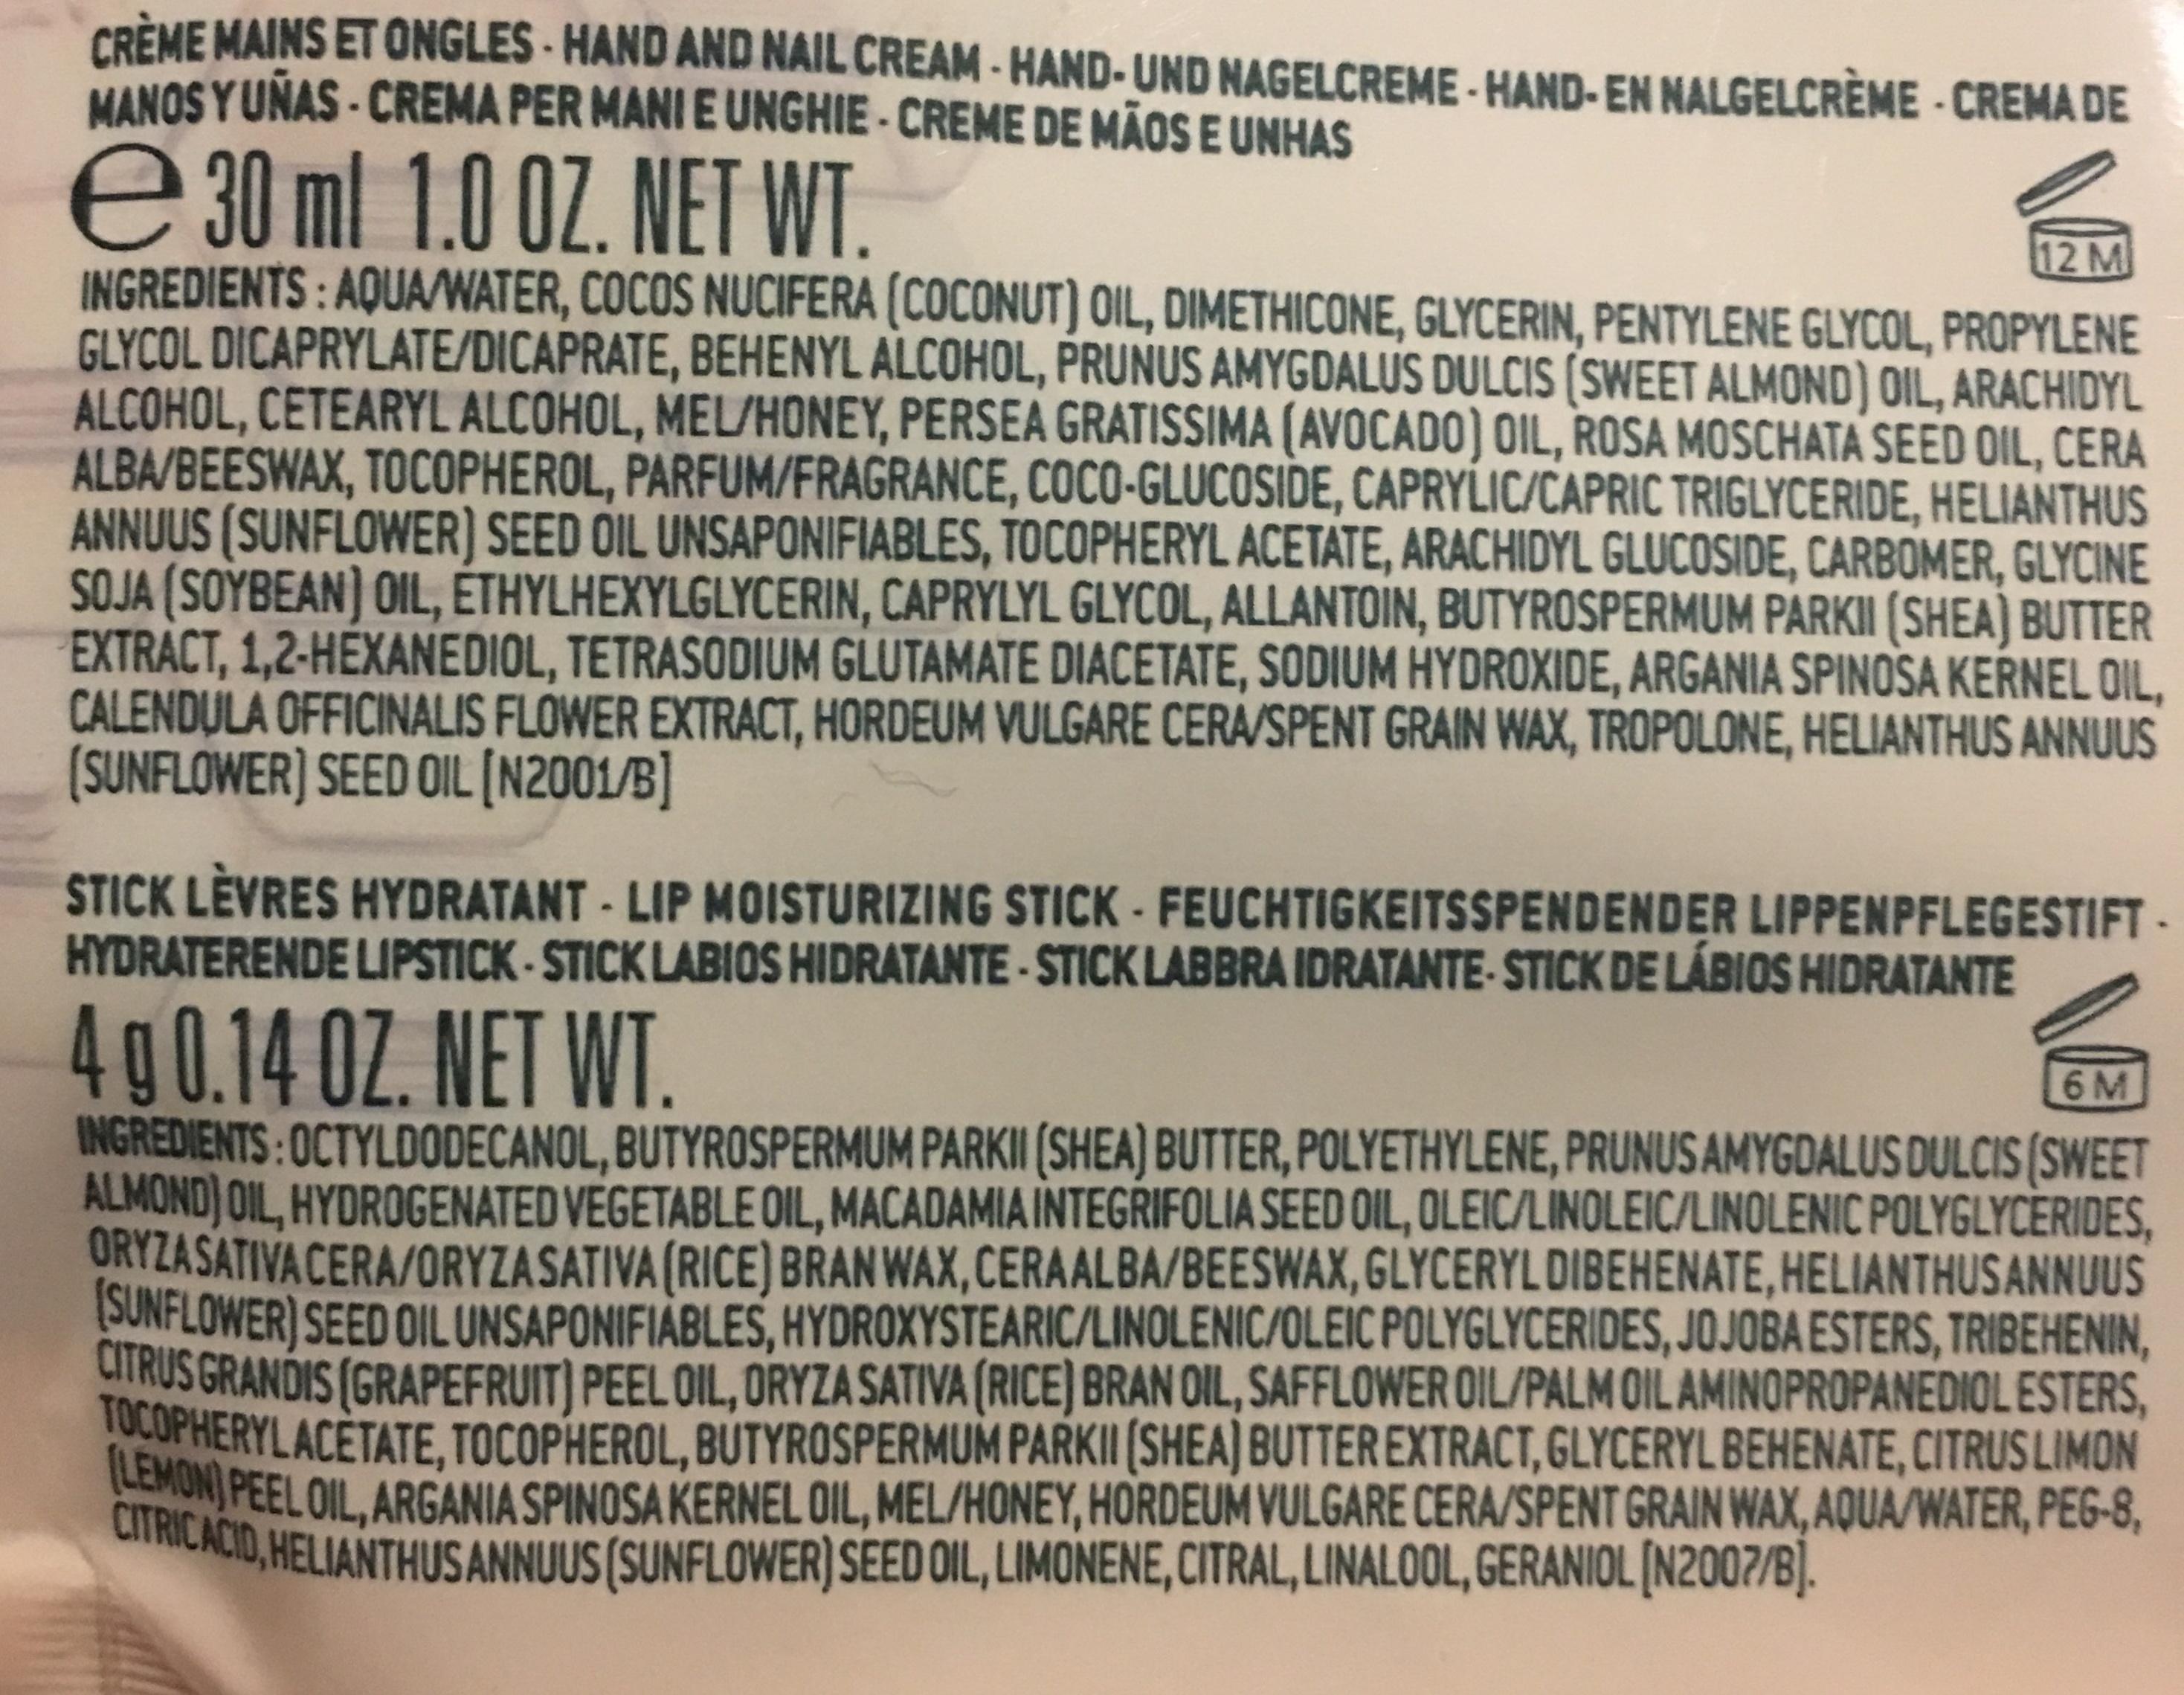 CRÈME MAINS ET ONGLES - HAND AND NAIL CREAM - HAND- UND NAGELCREME - HAND- EN NALGELCRÈME - CREMA DE
MANOS Y UÑAS - CREMA PER MANI E UNGHIE - CREME DE MÃOS E UNHAS
e 30 ml 1.0 OZ. NET WT.
12 M
INGREDIENTS : AQUA/WATER, COCOS NUCIFERA (COCONUT) OIL, DIMETHICONE, GLYCERIN, PENTYLENE GLYCOL, PROPYLENE
GLYCOL DICAPRYLATE/DICAPRATE, BEHENYL ALCOHOL, PRUNUS AMYGDALUS DULCIS (SWEET ALMOND) OIL, ARACHIDYL
ALCOHOL, CETEARYL ALCOHOL, MEL/HONEY, PERSEA GRATISSIMA (AVOCADO) OIL, ROSA MOSCHATA SEED OIL, CERA
ALBA/BEESWAX, TOCOPHEROL, PARFUM/FRAGRANCE, COCO-GLUCOSIDE, CAPRYLIC/CAPRIC TRIGLYCERIDE, HELIANTHUS
ANNUUS (SUNFLOWER) SEED OIL UNSAPONIFIABLES, TOCOPHERYL ACETATE, ARACHIDYL GLUCOSIDE, CARBOMER, GLYCINE
SOJA (SOYBEAN) OIL, ETHYLHEXYLGLYCERIN, CAPRYLYL GLYCOL, ALLANTOIN, BUTYROSPERMUM PARKII (SHEA) BUTTER
EXTRACT, 1,2-HEXANEDIOL, TETRASODIUM GLUTAMATE DIACETATE, SODIUM HYDROXIDE, ARGANIA SPINOSA KERNEL OIL,
CALENDULA OFFICINALIS FLOWER EXTRACT, HORDEUM VULGARE CERA/SPENT GRAIN WAX, TROPOLONE, HELIANTHUS ANNUUS
(SUNFLOWER) SEED OIL [N2001/B]
STICK LÈVRES HYDRATANT - LIP MOISTURIZING STICK - FEUCHTIGKEITSSPENDENDER LIPPENPFLEGESTIFT -
HYDRATERENDE LIPSTICK - STICK LABIOS HIDRATANTE - STICK LABBRA IDRATANTE- STICK DE LÁBIOS HIDRATANTE
4 g 0.14 OZ. NET WT.
6 M
INGREDIENTS : OCTYLDODECANOL, BUTYROSPERMUM PARKII (SHEA) BUTTER, POLYETHYLENE, PRUNUS AMYGDALUS DULCIS (SWEET
ALMOND) OIL, HYDROGENATED VEGETABLE OIL, MACADAMIA INTEGRIFOLIA SEED OIL, OLEIC/LINOLEIC/LINOLENIC POLYGLYCERIDES,
ORYZA SATIVA CERA/ORYZA SATIVA (RICE) BRAN WAX, CERA ALBA/BEESWAX, GLYCERYL DIBEHENATE, HELIANTHUS ANNUUS
(SUNFLOWER) SEED OIL UNSAPONIFIABLES, HYDROXYSTEARIC/LINOLENIC/OLEIC POLYGLYCERIDES, JOJOBA ESTERS, TRIBEHENIN,
CITRUS GRANDIS (GRAPEFRUIT) PEEL OIL, ORYZA SATIVA (RICE) BRAN OIL, SAFFLOWER OIL/PALM OIL AMINOPROPANEDIOL ESTERS,
TOCOPHERYL ACETATE, TOCOPHEROL, BUTYROSPERMUM PARKII (SHEA) BUTTER EXTRACT, GLYCERYL BEHENATE, CITRUS LIMON
(LEMON) PEEL OIL, ARGANIA SPINOSA KERNEL OIL, MEL/HONEY, HORDEUM VULGARE CERA/SPENT GRAIN WAX, AQUA/WATER, PEG-8,
CITRIC ACID, HELIANTHUS ANNUUS (SUNFLOWER) SEED OIL, LIMONENE, CITRAL, LINALOOL, GERANIOL [N2007/B].